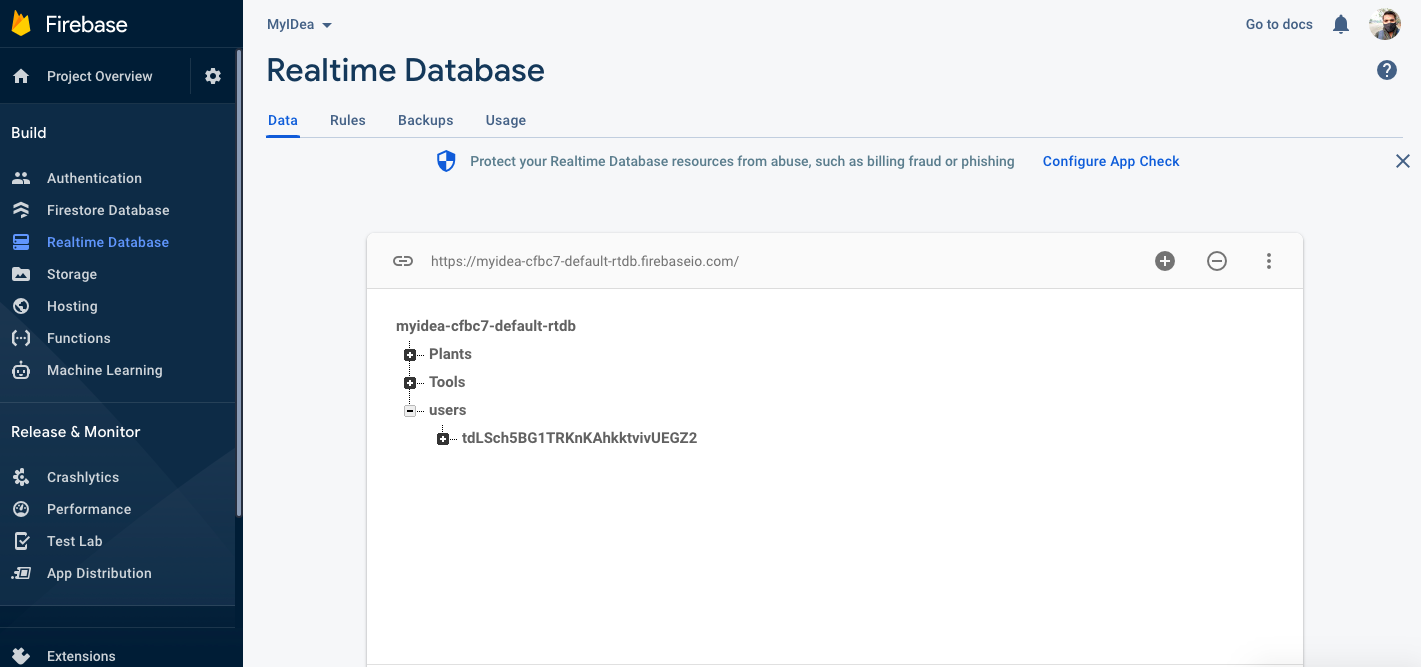 Firebase
Project Overview
Build
Authentication
Firestore Database
Realtime Database
Storage
Hosting
Functions
Machine Learning
Release & Monitor
Crashlytics
Performance
Test Lab
App Distribution
Extensions
MyIDea
Go to docs
Realtime Database
Data Rules Backups Usage
Protect your Realtime Database resources from abuse, such as billing fraud or phishing Configure App Check
https://myidea-cfbc7-default-rtdb.firebaseio.com/
myidea-cfbc7-default-rtdb
Plants
Tools
users
tdLSch5BG1TRKnKAhkktvivUEGZ2